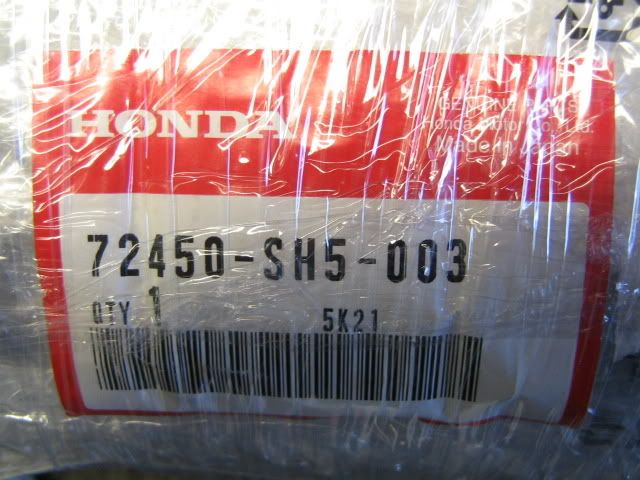 HONDA
GENUINE PARTS
Honda Motor Co., Ltd.
Made in Japan
72450-SH5-003
QTY 1
5K21